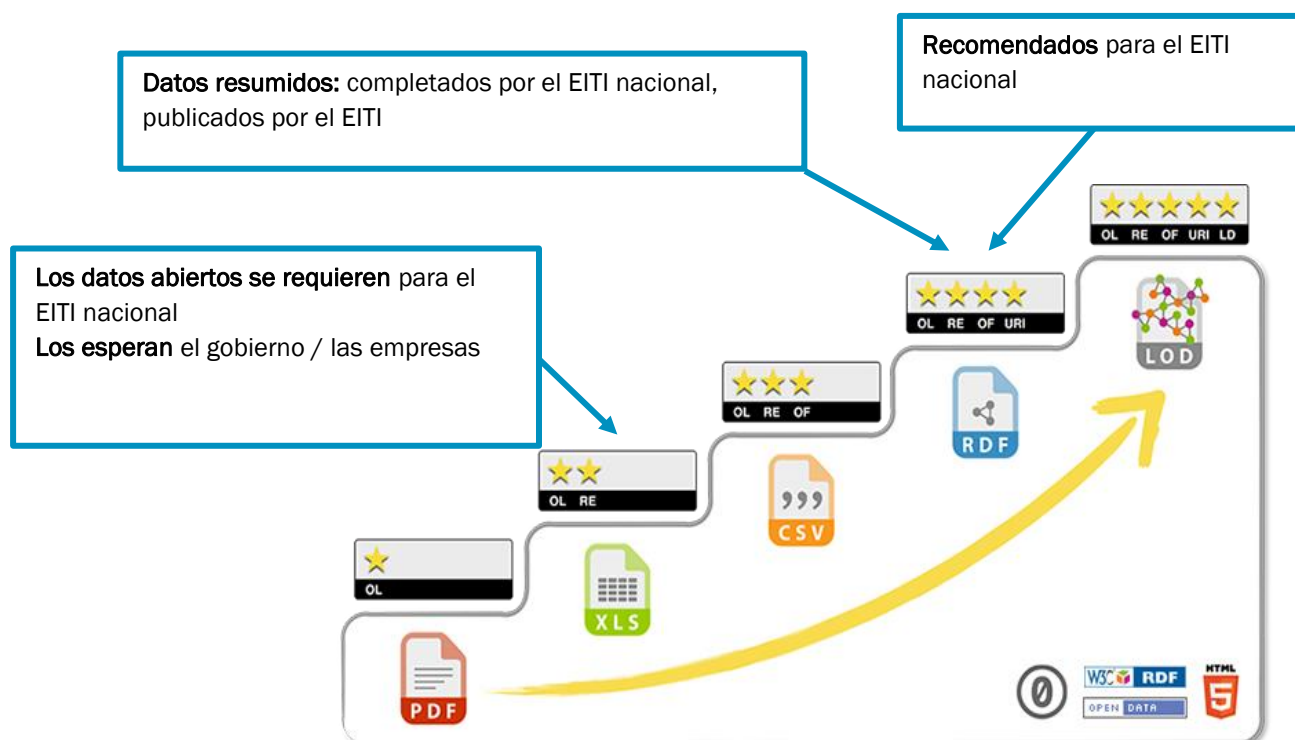 Recomendados para el EITI
nacional
Datos resumidos: completados por el EITI nacional,
publicados por el EITI
Los datos abiertos se requieren para el
EITI nacional
Los esperan el gobierno / las empresas
OL RE OF URI LD
LOD
OL RE OF URI
RDF
OL RE OF
CSV
OL RE
XLS
OL
PDF
0
W3C RDF
OPEN DATA
HTML
5